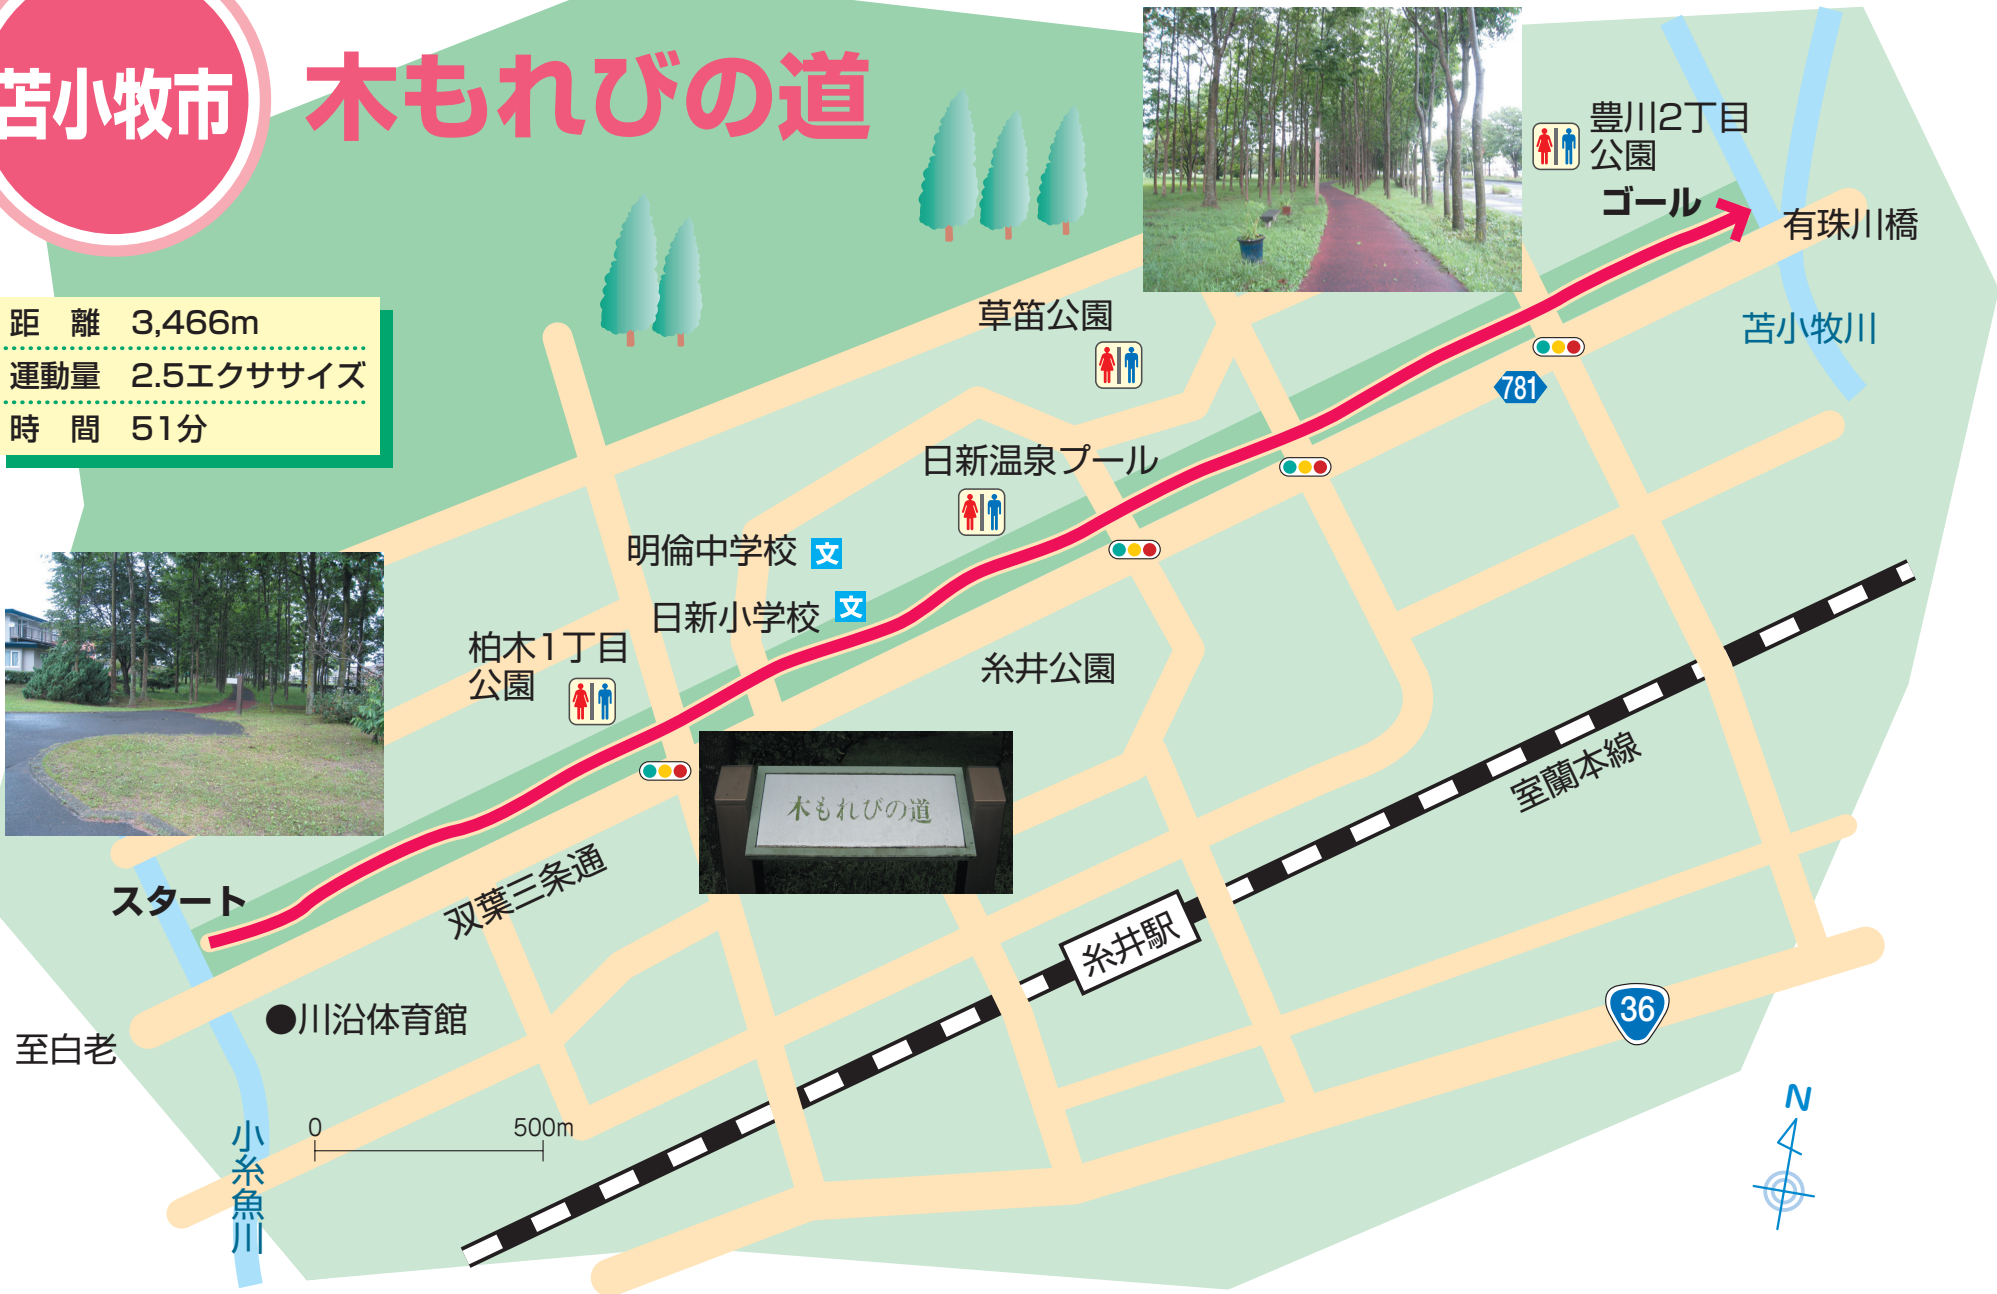 苫小牧市
木もれびの道
距離 3,466m
運動量 2.5エクササイズ
時間 51分
豊川2丁目
公園
ゴール
有珠川橋
苫小牧川
781
草笛公園
日新温泉プール
明倫中学校 文
日新小学校 文
柏木1丁目
公園
糸井公園
木もれびの道
双葉三条通
室蘭本線
糸井駅
スタート
川沿体育館
至白老
小糸魚川
0 500m
36
N